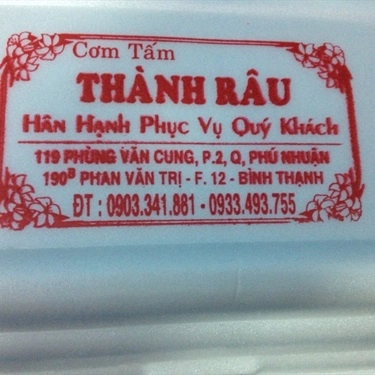 Cơm Tấm
THÀNH RÂU
Hân Hạnh Phục Vụ Quý Khách
119 PHÙNG VĂN CUNG, P.2, Q, PHÚ NHUẬN
190B PHAN VĂN TRỊ - F. 12 - BÌNH THẠNH
ĐT : 0903.341.881 - 0933.493.755